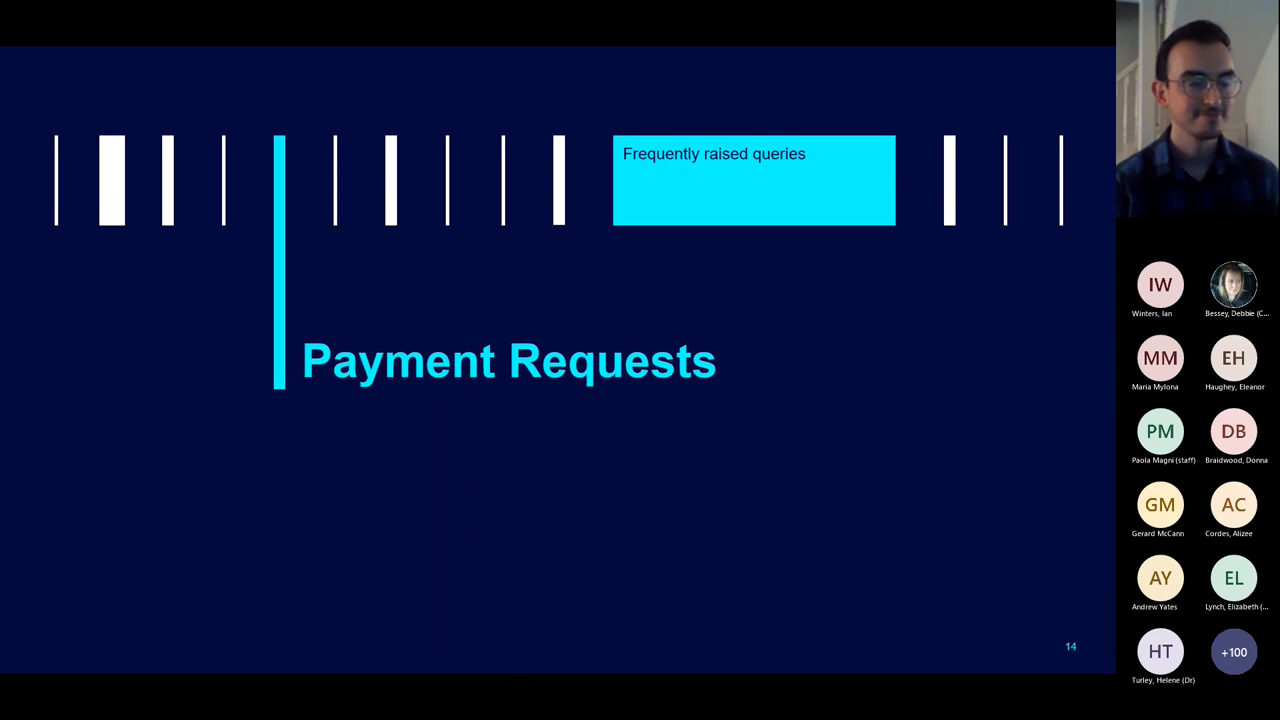 Frequently raised queries
Payment Requests
14
IW
Winters, Ian
Bessey, Debbie (C...
MM
Maria Mylona
EH
Haughey, Eleanor
PM
Paola Magni (staff)
DB
Braidwood, Donna
GM
Gerard McCann
AC
Cordes, Alizee
AY
Andrew Yates
EL
Lynch, Elizabeth (...
HT
Turley, Helene (Dr)
+100